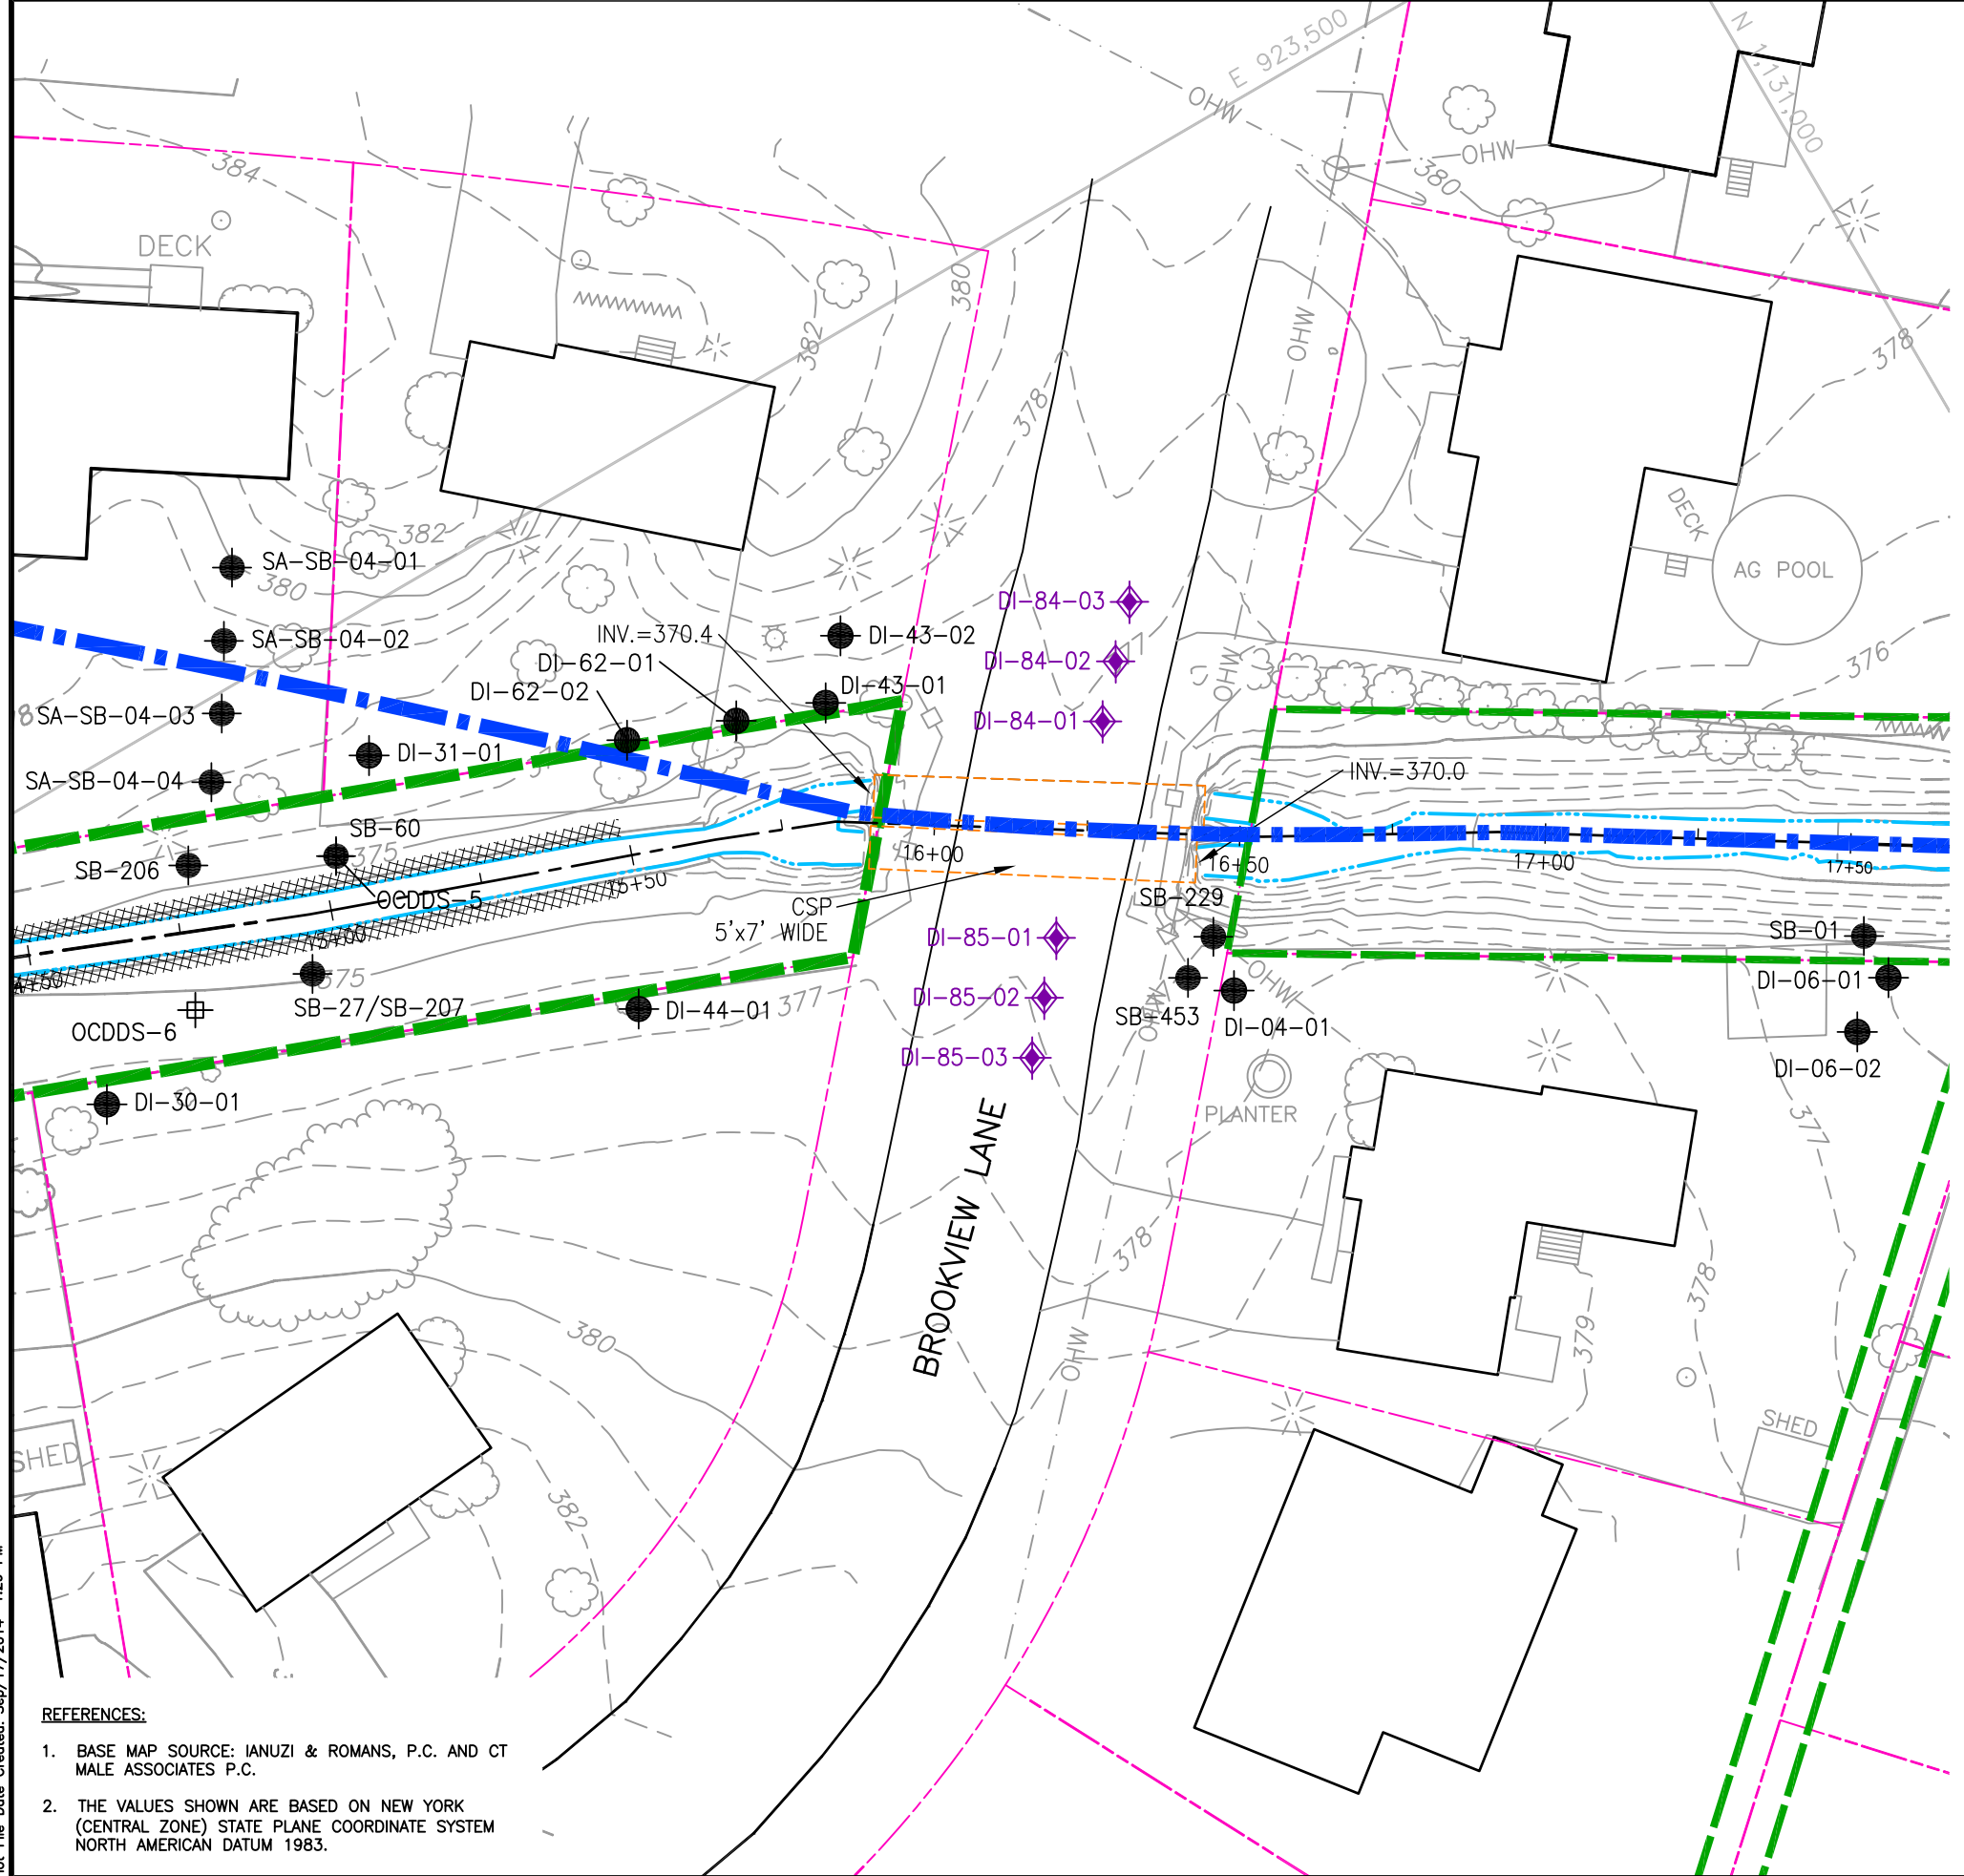 E 923,500
N 1,131,000
OHW
OHW
384
380
DECK
380
382
OHW
378
378
382
DECK
AG POOL
SA-SB-04-01
380
DI-84-03
SA-SB-04-02
INV.=370.4
DI-43-02
DI-62-01
DI-84-02
376
OHW
DI-62-02
DI-43-01
SA-SB-04-03
DI-84-01
DI-31-01
SA-SB-04-04
INV.=370.0
SB-60
375
16+00
16+50
17+00
17+50
SB-206
15+50
OCDDS-5
CSP
5'x7' WIDE
SB-229
15+00
DI-85-01
SB-01
375
OHW
DI-06-01
SB-27/SB-207
DI-44-01
377
DI-85-02
SB-453
OHW
DI-04-01
OCDDS-6
DI-85-03
DI-06-02
DI-30-01
PLANTER
377
BROOKVIEW LANE
378
378
380
OHW
379
SHED
SHED
382
REFERENCES:
1. BASE MAP SOURCE: IANUZI & ROMANS, P.C. AND CT
MALE ASSOCIATES P.C.
2. THE VALUES SHOWN ARE BASED ON NEW YORK
(CENTRAL ZONE) STATE PLANE COORDINATE SYSTEM
NORTH AMERICAN DATUM 1983.